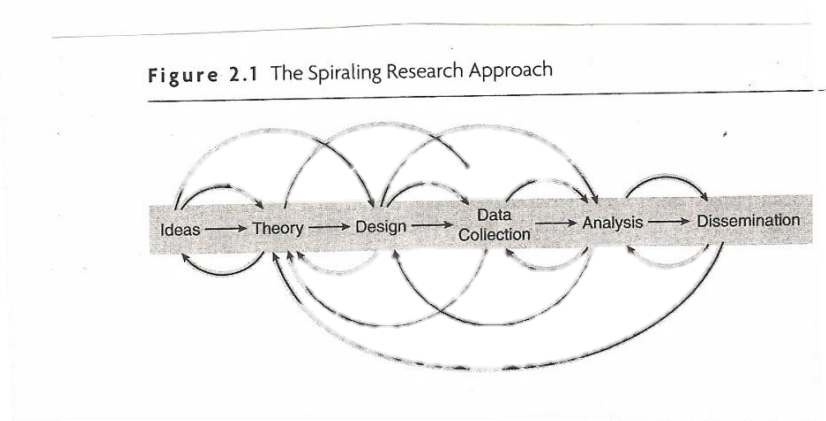 Figure 2.1 The Spiraling Research Approach
Ideas Theory Design Data Collection Analysis Dissemination